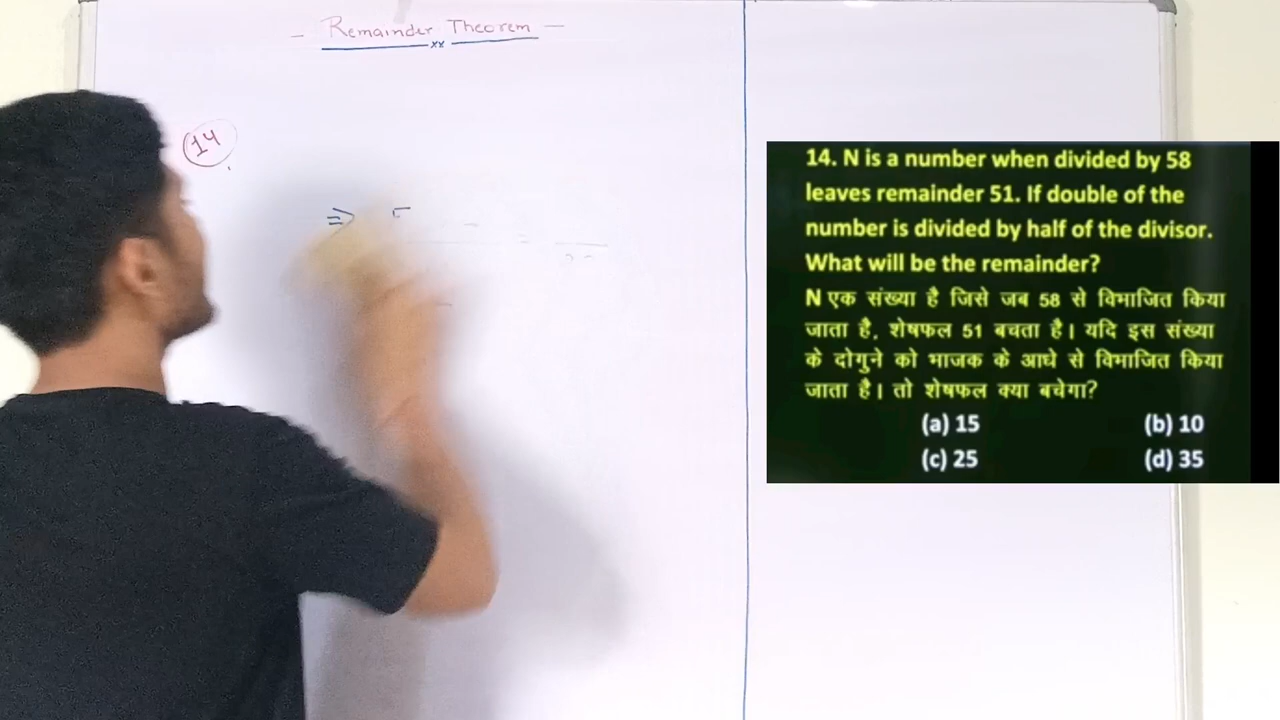 — Remainder Theorem —
xx
14
⇒
14. N is a number when divided by 58
leaves remainder 51. If double of the
number is divided by half of the divisor.
What will be the remainder?
N एक संख्या है जिसे जब 58 से विभाजित किया
जाता है, शेषफल 51 बचता है। यदि इस संख्या
के दोगुने को भाजक के आधे से विभाजित किया
जाता है। तो शेषफल क्या बचेगा?
(a) 15 (b) 10
(c) 25 (d) 35